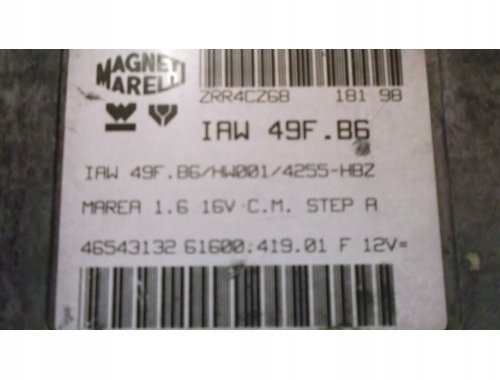 MAGNETI
MARELLI
ZRR4CZ68 181 98
IAW 49F.B6
IAW 49F.B6/HW001/4255-HBZ
MAREA 1.6 16V C.M. STEP A
46543132 61600:419.01 F 12V=